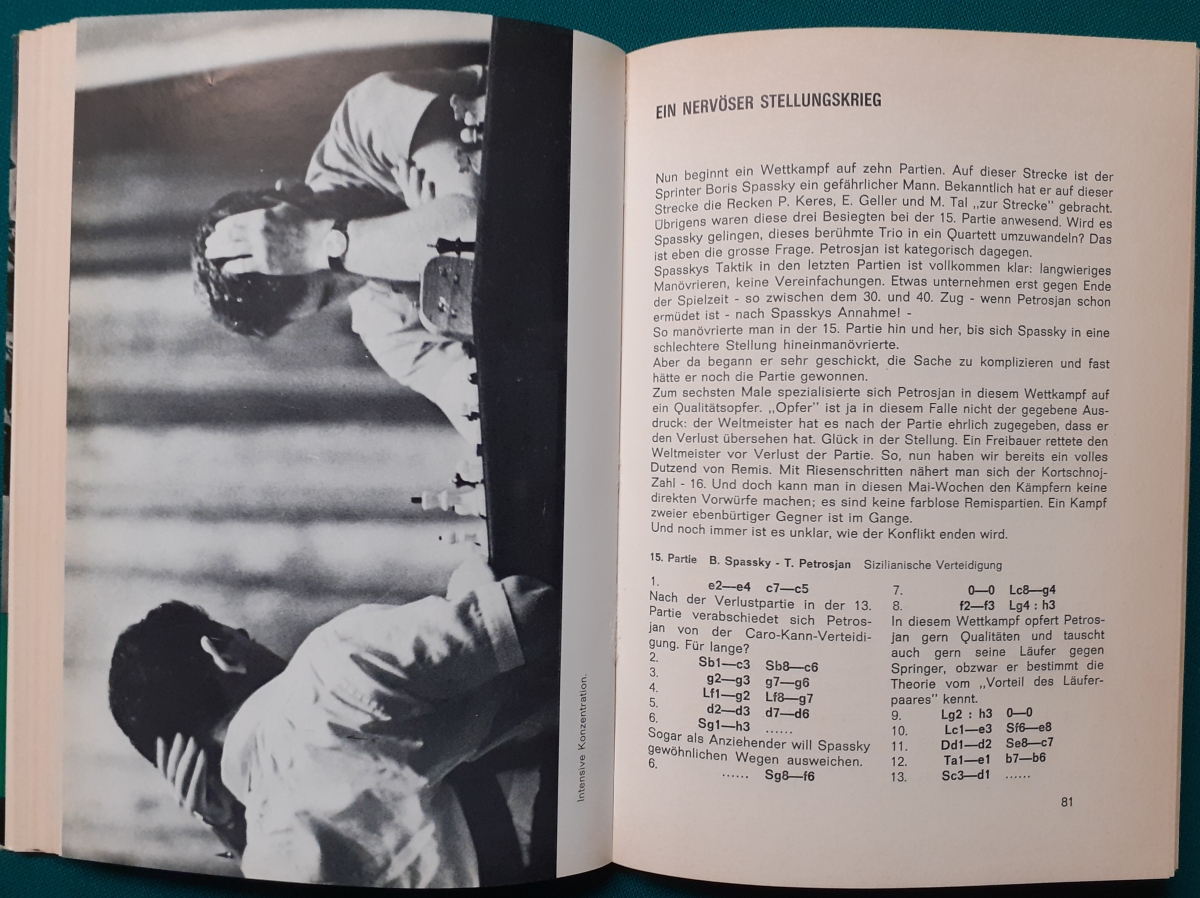 Intensive Konzentration.
EIN NERVÖSER STELLUNGSKRIEG
Nun beginnt ein Wettkampf auf zehn Partien. Auf dieser Strecke ist der
Sprinter Boris Spassky ein gefährlicher Mann. Bekanntlich hat er auf dieser
Strecke die Recken P. Keres, E. Geller und M. Tal „zur Strecke" gebracht.
Übrigens waren diese drei Besiegten bei der 15. Partie anwesend. Wird es
Spassky gelingen, dieses berühmte Trio in ein Quartett umzuwandeln? Das
ist eben die grosse Frage. Petrosjan ist kategorisch dagegen.
Spasskys Taktik in den letzten Partien ist vollkommen klar: langwieriges
Manövrieren, keine Vereinfachungen. Etwas unternehmen erst gegen Ende
der Spielzeit - so zwischen dem 30. und 40. Zug - wenn Petrosjan schon
ermüdet ist - nach Spasskys Annahme! -
So manövrierte man in der 15. Partie hin und her, bis sich Spassky in eine
schlechtere Stellung hineinmanövrierte.
Aber da begann er sehr geschickt, die Sache zu komplizieren und fast
hätte er noch die Partie gewonnen.
Zum sechsten Male spezialisierte sich Petrosjan in diesem Wettkampf auf
ein Qualitätsopfer. „Opfer" ist ja in diesem Falle nicht der gegebene Aus-
druck: der Weltmeister hat es nach der Partie ehrlich zugegeben, dass er
den Verlust übersehen hat. Glück in der Stellung. Ein Freibauer rettete den
Weltmeister vor Verlust der Partie. So, nun haben wir bereits ein volles
Dutzend von Remis. Mit Riesenschritten nähert man sich der Kortschnoj-
Zahl - 16. Und doch kann man in diesen Mai-Wochen den Kämpfern keine
direkten Vorwürfe machen; es sind keine farblose Remispartien. Ein Kampf
zweier ebenbürtiger Gegner ist im Gange.
Und noch immer ist es unklar, wie der Konflikt enden wird.
15. Partie B. Spassky - T. Petrosjan Sizilianische Verteidigung
1. e2—e4 c7—c5
Nach der Verlustpartie in der 13.
Partie verabschiedet sich Petros-
jan von der Caro-Kann-Verteidi-
gung. Für lange?
2. Sb1—c3 Sb8—c6
3. g2—g3 g7—g6
4. Lf1—g2 Lf8—g7
5. d2—d3 d7—d6
6. Sg1—h3 ......
Sogar als Anziehender will Spassky
gewöhnlichen Wegen ausweichen.
6. ...... Sg8—f6
7. 0—0 Lc8—g4
8. f2—f3 Lg4 : h3
In diesem Wettkampf opfert Petros-
jan gern Qualitäten und tauscht
auch gern seine Läufer gegen
Springer, obzwar er bestimmt die
Theorie vom „Vorteil des Läufer-
paares" kennt.
9. Lg2 : h3 0—0
10. Lc1—e3 Sf6—e8
11. Dd1—d2 Se8—c7
12. Ta1—e1 b7—b6
13. Sc3—d1 ......
81